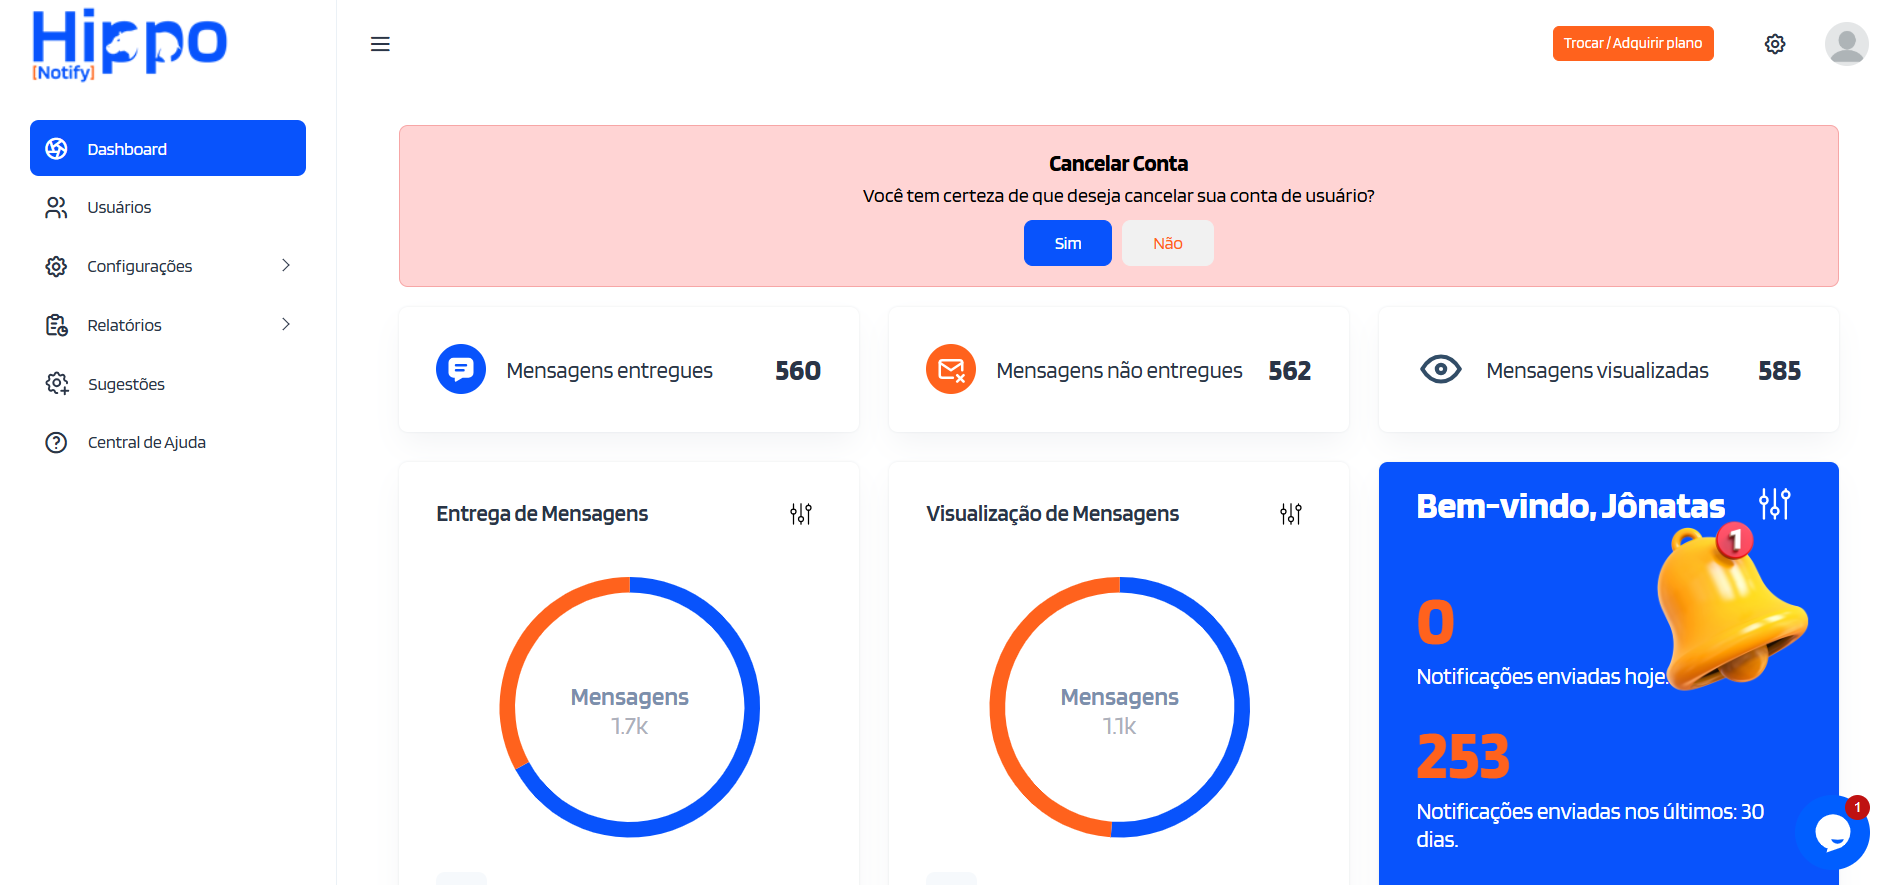 Hippo
[Notify]
Trocar / Adquirir plano
Dashboard
Usuários
Configurações
Relatórios
Sugestões
Central de Ajuda
Cancelar Conta
Você tem certeza de que deseja cancelar sua conta de usuário?
Sim
Não
Mensagens entregues 560
Mensagens não entregues 562
Mensagens visualizadas 585
Entrega de Mensagens
Mensagens
1.7k
Visualização de Mensagens
Mensagens
1.1k
Bem-vindo, Jônatas
1
0
Notificações enviadas hoje.
253
Notificações enviadas nos últimos: 30
dias.
1